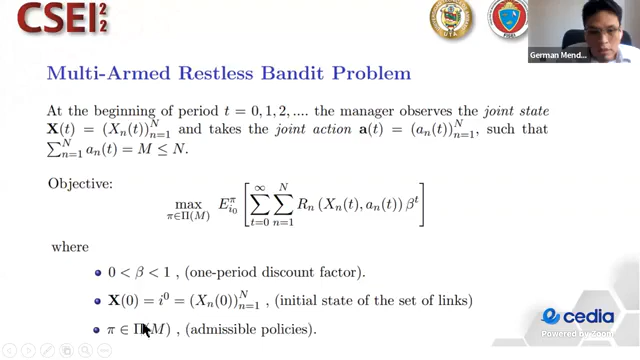 CSEI 22
UTA
German Mend...
Multi-Armed Restless Bandit Problem
At the beginning of period t = 0, 1, 2, .... the manager observes the joint state
X(t) = (X_n(t))_{n=1}^N and takes the joint action a(t) = (a_n(t))_{n=1}^N, such that
∑_{n=1}^N a_n(t) = M ≤ N.
Objective:
max_{π∈Π(M)} E_{i_0}^π [ ∑_{t=0}^∞ ∑_{n=1}^N R_n (X_n(t), a_n(t)) β^t ]
where
0 < β < 1 , (one-period discount factor).
X(0) = i^0 = (X_n(0))_{n=1}^N , (initial state of the set of links)
π ∈ Π(M) , (admissible policies).
cedia
Powered by Zoom